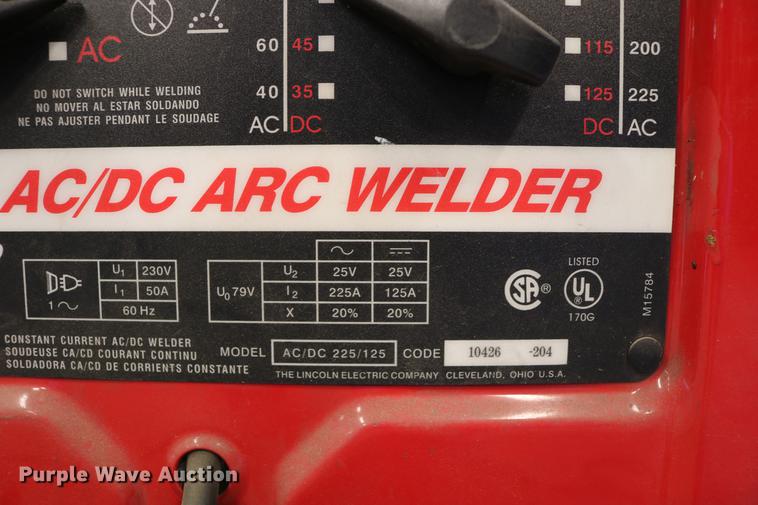 AC
60 45
40 35
AC DC
115 200
125 225
DC AC
DO NOT SWITCH WHILE WELDING
NO MOVER AL ESTAR SOLDANDO
NE PAS AJUSTER PENDANT LE SOUDAGE
AC/DC ARC WELDER
1
U1 230V
I1 50A
60 Hz
U0 79V
U2 25V 25V
I2 225A 125A
X 20% 20%
SA ®
LISTED
UL ®
170G
M15784
CONSTANT CURRENT AC/DC WELDER
SOUDEUSE CA/CD COURANT CONTINU
SOLDADORA CA/CD DE CORRIENTS CONSTANTE
MODEL AC/DC 225/125 CODE 10426 -204
THE LINCOLN ELECTRIC COMPANY CLEVELAND, OHIO U.S.A.
Purple Wave Auction